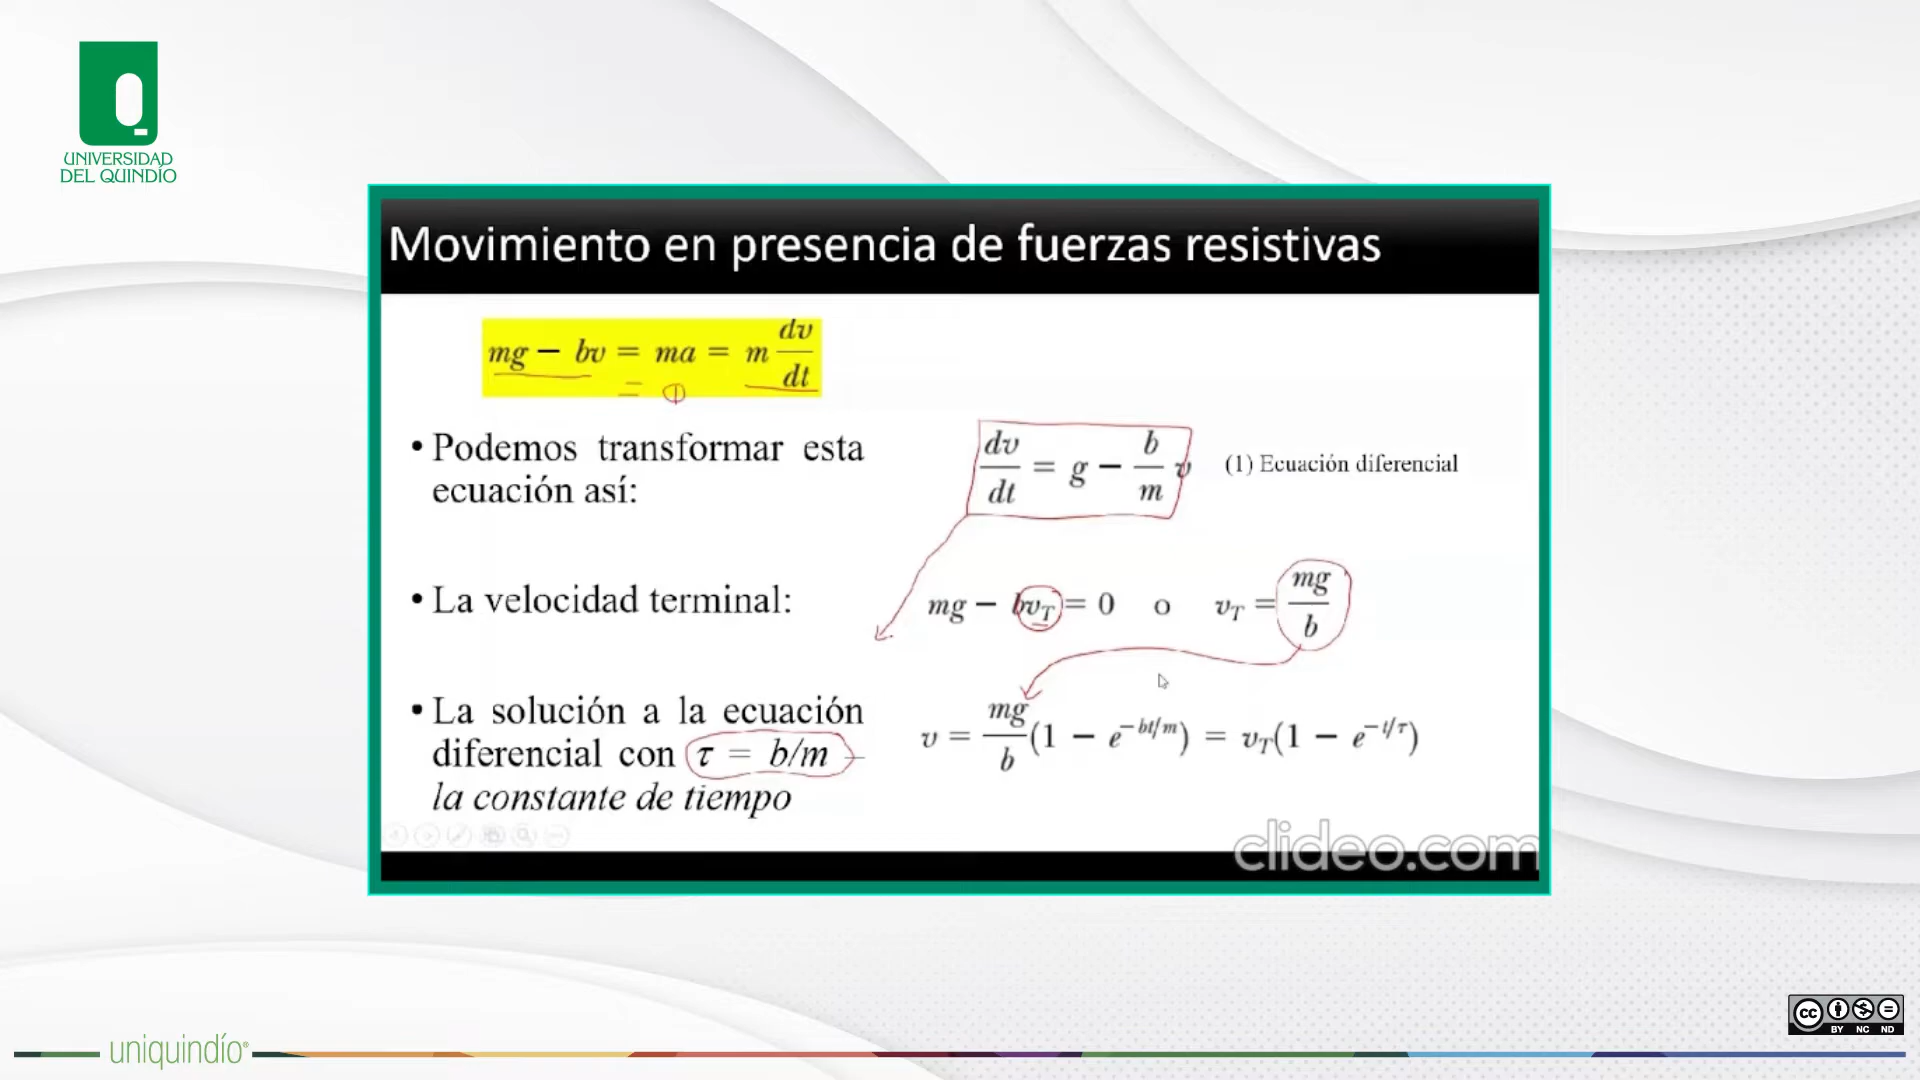 UNIVERSIDAD
DEL QUINDÍO
Movimiento en presencia de fuerzas resistivas
mg − bv = ma = m dv/dt
= ①
• Podemos transformar esta
ecuación así:
dv/dt = g − b/m v (1) Ecuación diferencial
• La velocidad terminal:
mg − bv_T = 0 o v_T = mg/b
• La solución a la ecuación
diferencial con τ = b/m
la constante de tiempo
v = mg/b (1 − e^{−bt/m}) = v_T(1 − e^{−t/τ})
clideo.com
uniquindío®
cc BY NC ND